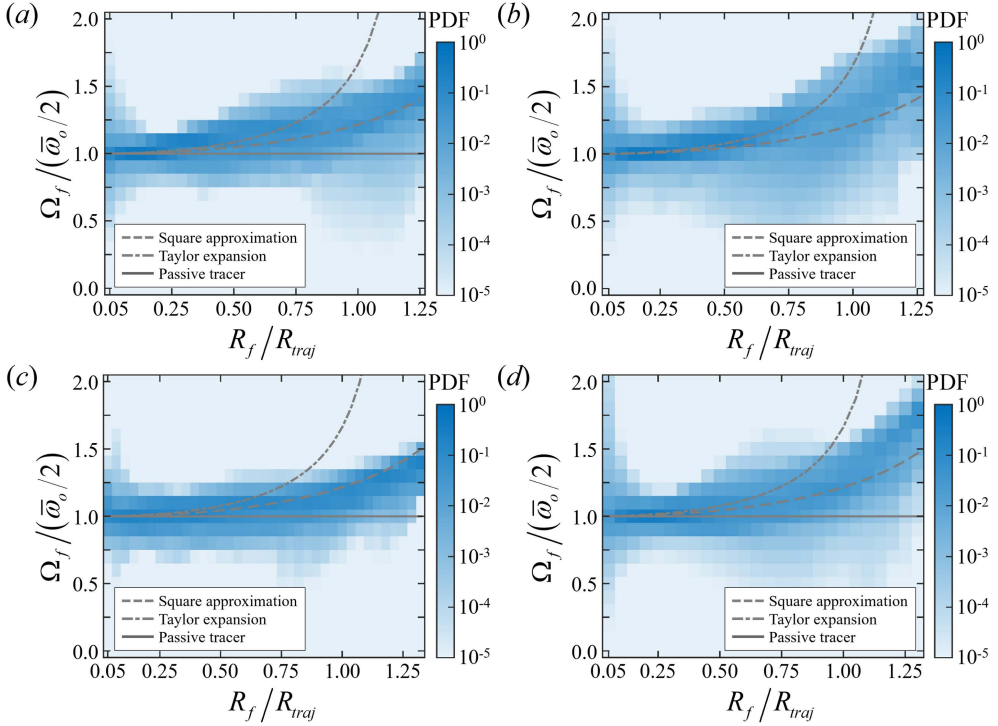 (a)
PDF
2.0
1.5
1.0
0.5
0.0
Ω_f/(ω̅_o/2)
Square approximation
Taylor expansion
Passive tracer
0.05 0.25 0.50 0.75 1.00 1.25
R_f/R_traj
10^0
10^-1
10^-2
10^-3
10^-4
10^-5
(b)
PDF
2.0
1.5
1.0
0.5
0.0
Ω_f/(ω̅_o/2)
Square approximation
Taylor expansion
Passive tracer
0.05 0.25 0.50 0.75 1.00 1.25
R_f/R_traj
10^0
10^-1
10^-2
10^-3
10^-4
10^-5
(c)
PDF
2.0
1.5
1.0
0.5
0.0
Ω_f/(ω̅_o/2)
Square approximation
Taylor expansion
Passive tracer
0.05 0.25 0.50 0.75 1.00 1.25
R_f/R_traj
10^0
10^-1
10^-2
10^-3
10^-4
10^-5
(d)
PDF
2.0
1.5
1.0
0.5
0.0
Ω_f/(ω̅_o/2)
Square approximation
Taylor expansion
Passive tracer
0.05 0.25 0.50 0.75 1.00 1.25
R_f/R_traj
10^0
10^-1
10^-2
10^-3
10^-4
10^-5